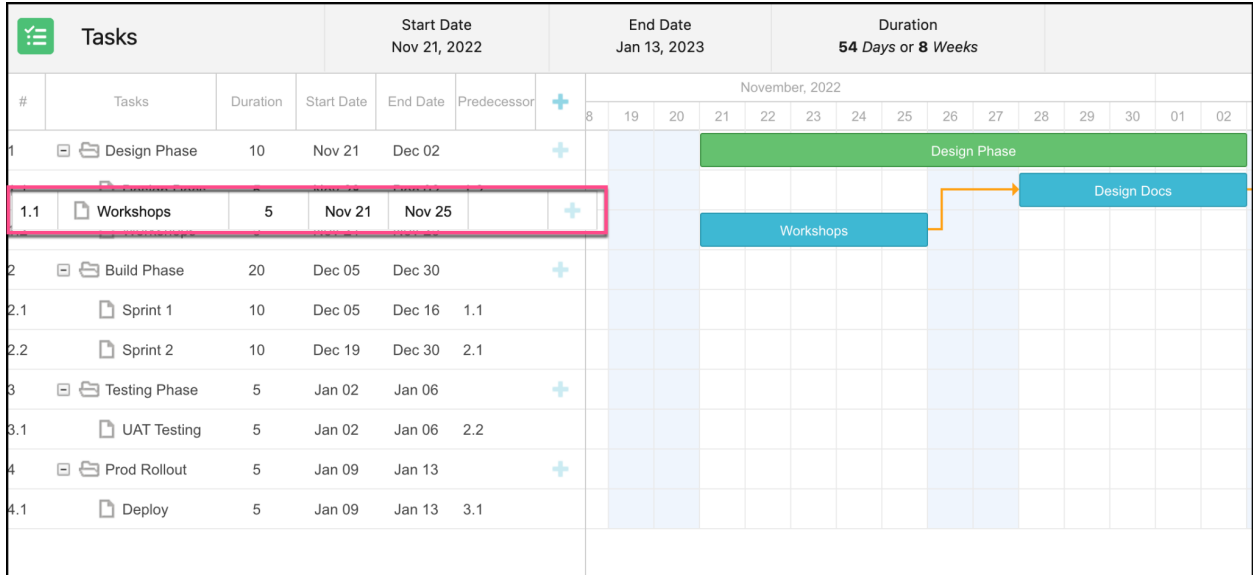 Tasks
Start Date
Nov 21, 2022
End Date
Jan 13, 2023
Duration
54 Days or 8 Weeks
# Tasks Duration Start Date End Date Predecessor
November, 2022
8 19 20 21 22 23 24 25 26 27 28 29 30 01 02
1 Design Phase 10 Nov 21 Dec 02
Design Phase
Design Docs
1.1 Workshops 5 Nov 21 Nov 25
Workshops
2 Build Phase 20 Dec 05 Dec 30
2.1 Sprint 1 10 Dec 05 Dec 16 1.1
2.2 Sprint 2 10 Dec 19 Dec 30 2.1
3 Testing Phase 5 Jan 02 Jan 06
3.1 UAT Testing 5 Jan 02 Jan 06 2.2
4 Prod Rollout 5 Jan 09 Jan 13
4.1 Deploy 5 Jan 09 Jan 13 3.1